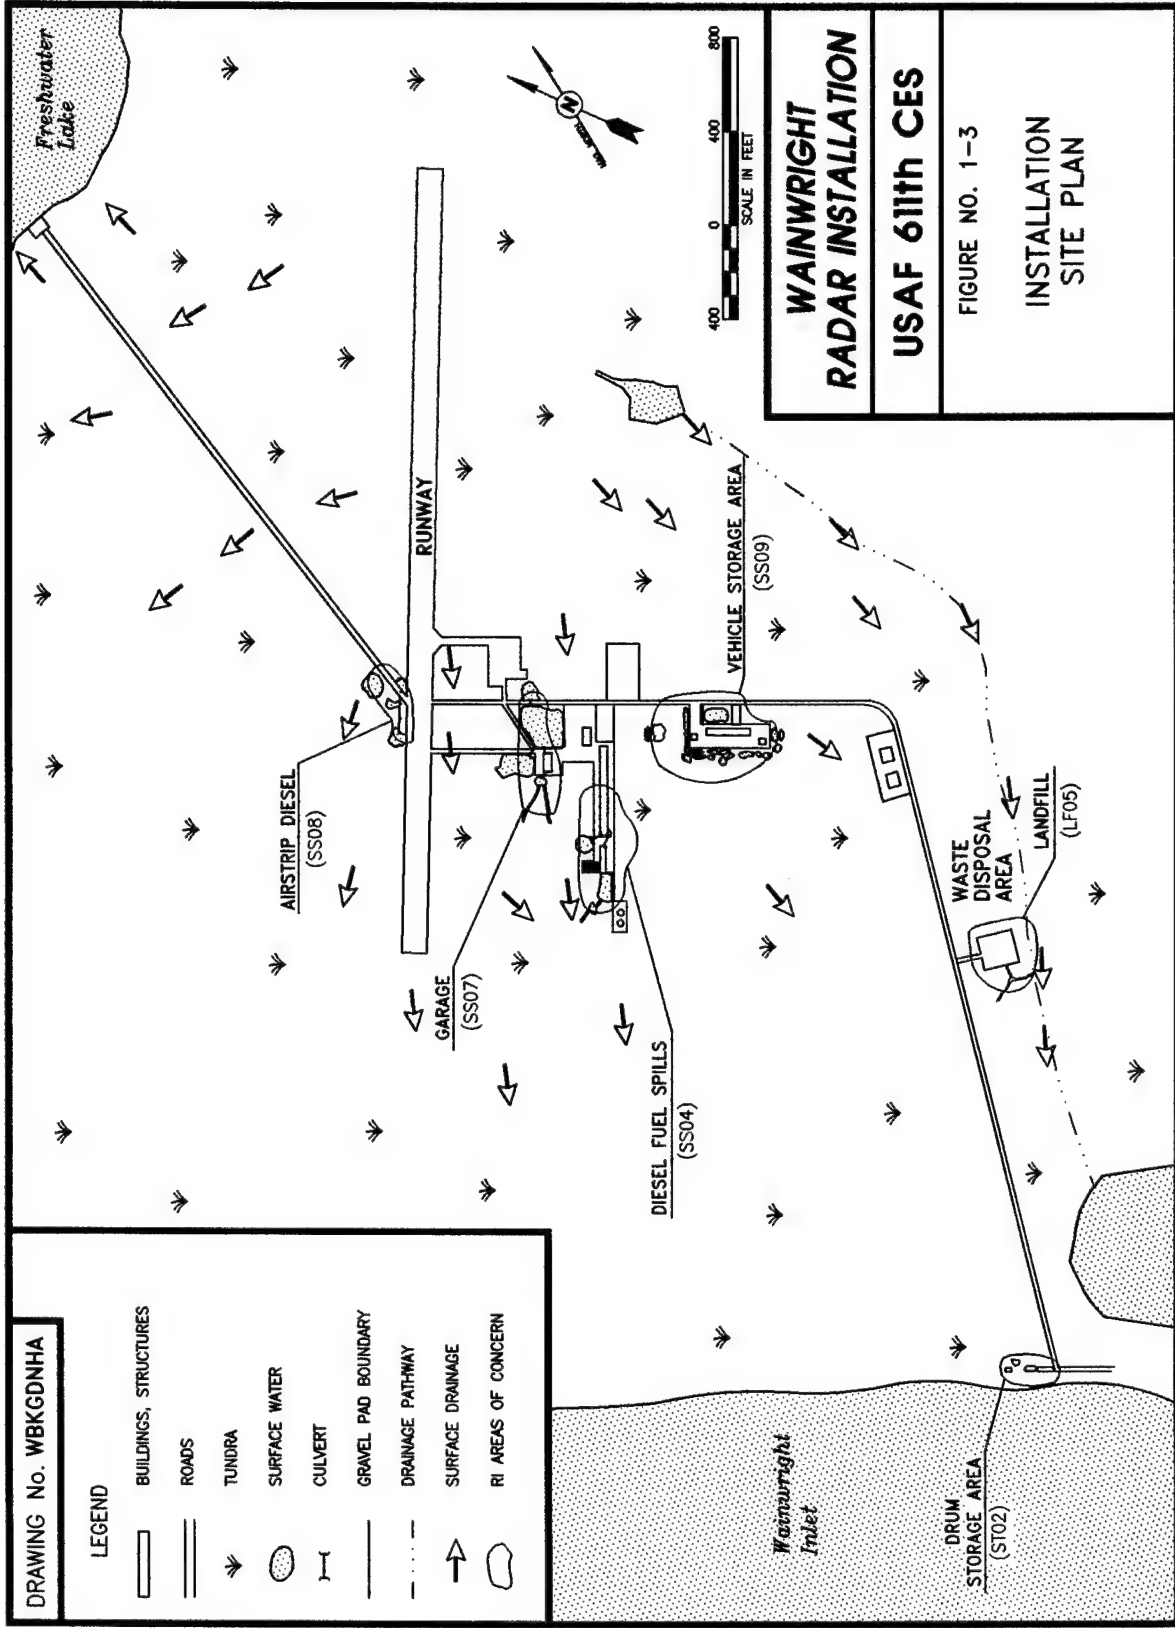 DRAWING No. WBKGDNHA
LEGEND
BUILDINGS, STRUCTURES
ROADS
TUNDRA
SURFACE WATER
CULVERT
GRAVEL PAD BOUNDARY
DRAINAGE PATHWAY
SURFACE DRAINAGE
RI AREAS OF CONCERN
Freshwater
Lake
RUNWAY
AIRSTRIP DIESEL
(SS08)
GARAGE
(SS07)
DIESEL FUEL SPILLS
(SS04)
VEHICLE STORAGE AREA
(SS09)
WASTE
DISPOSAL
AREA
LANDFILL
(LF05)
Wainwright
Inlet
DRUM
STORAGE AREA
(ST02)
N
400 0 400 800
SCALE IN FEET
WAINWRIGHT
RADAR INSTALLATION
USAF 611th CES
FIGURE NO. 1-3
INSTALLATION
SITE PLAN